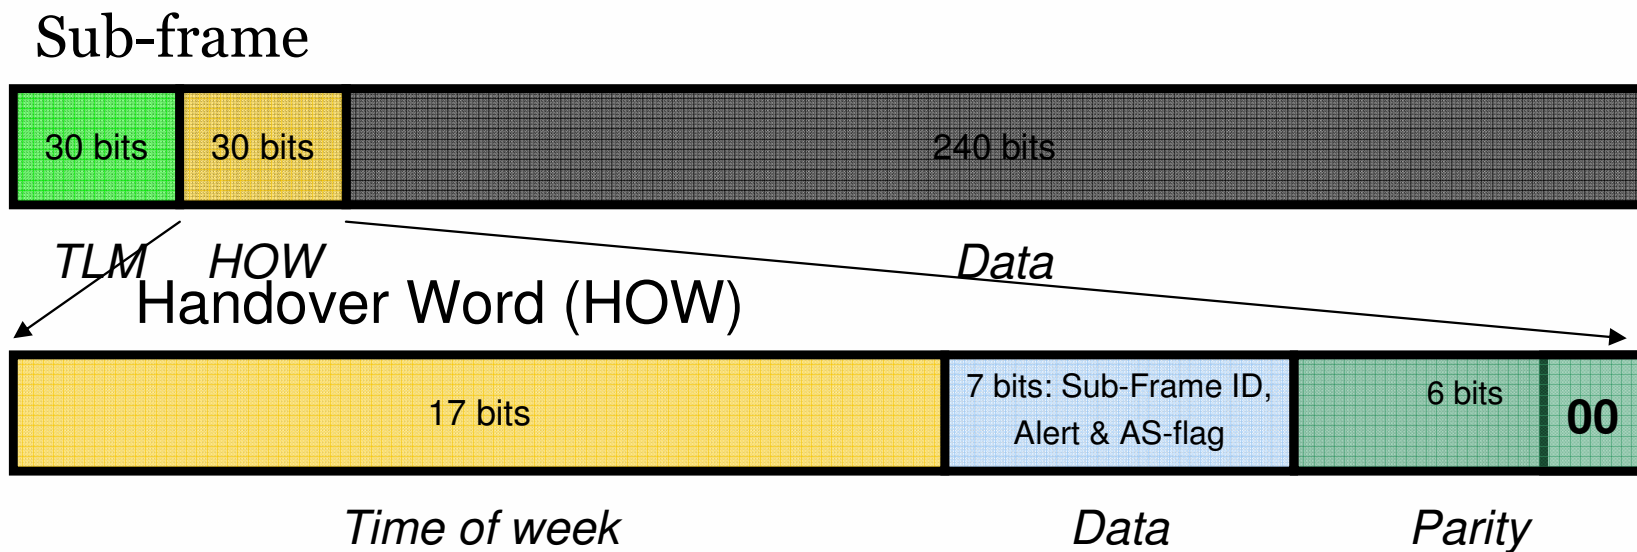 Sub-frame
30 bits
30 bits
240 bits
TLM
HOW
Data
Handover Word (HOW)
17 bits
7 bits: Sub-Frame ID,
Alert & AS-flag
6 bits
00
Time of week
Data
Parity